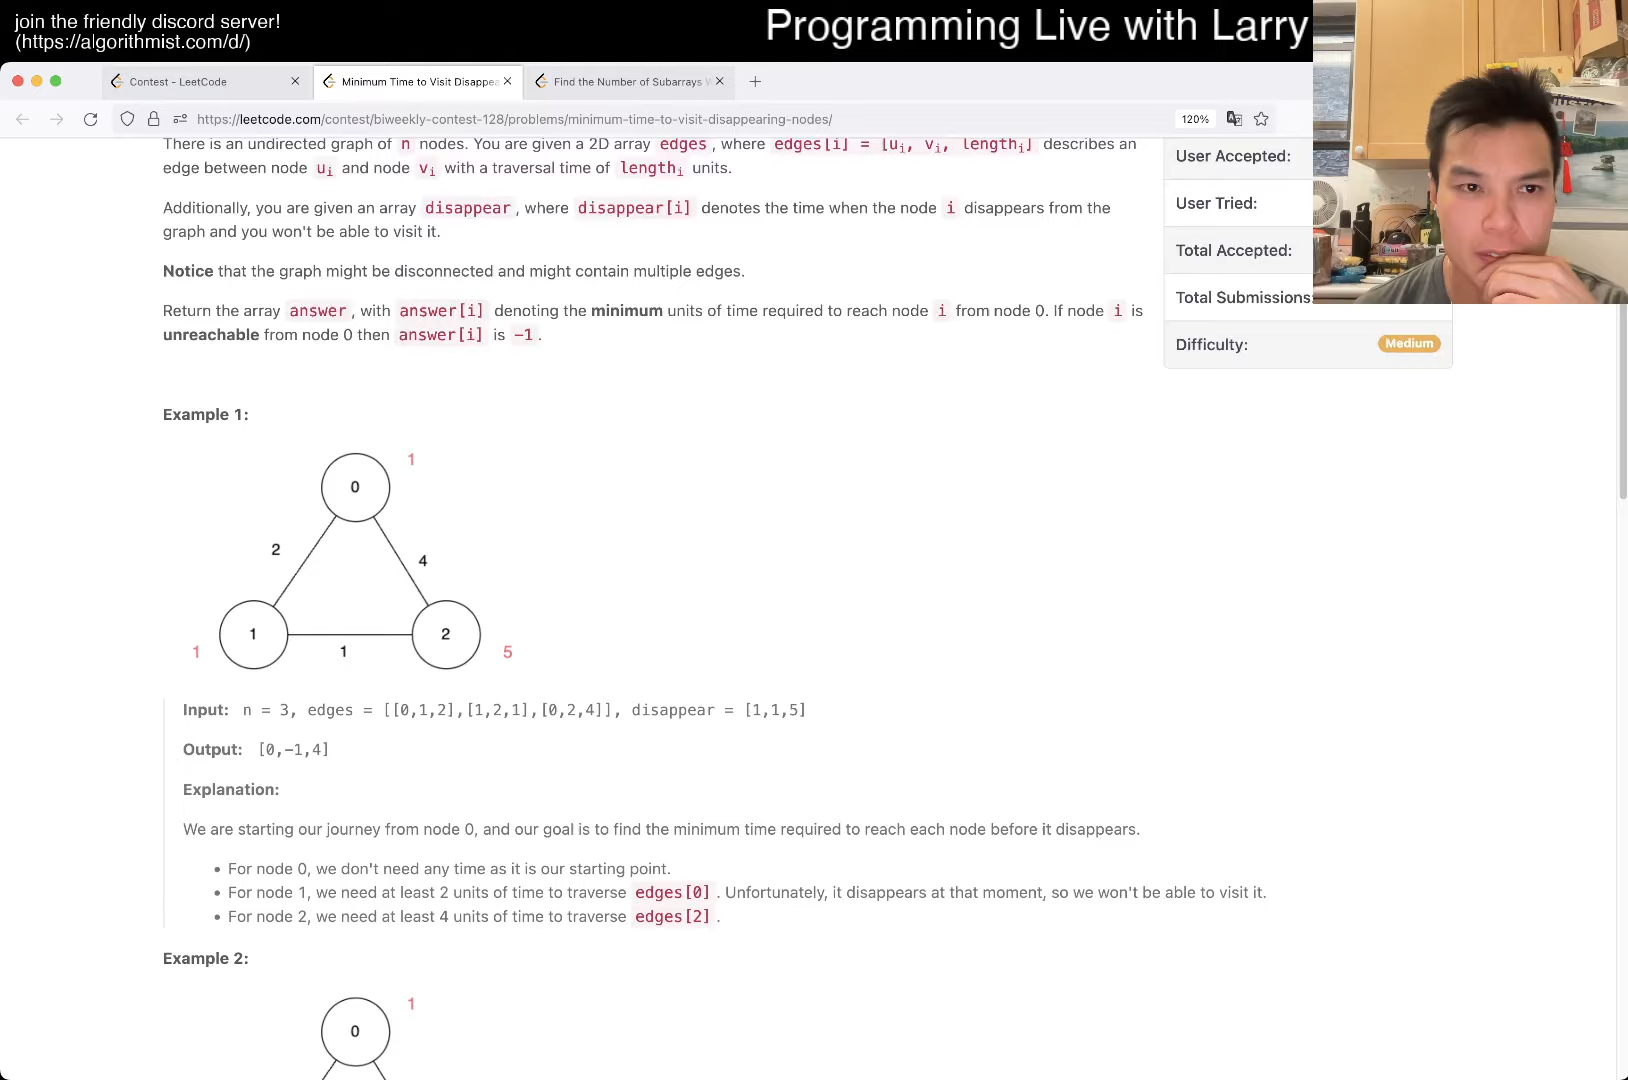 join the friendly discord server!
(https://algorithmist.com/d/)
Programming Live with Larry
Contest - LeetCode
Minimum Time to Visit Disappea
Find the Number of Subarrays W
https://leetcode.com/contest/biweekly-contest-128/problems/minimum-time-to-visit-disappearing-nodes/
120%
There is an undirected graph of n nodes. You are given a 2D array edges, where edges[i] = [ui, vi, lengthi] describes an
edge between node ui and node vi with a traversal time of lengthi units.
Additionally, you are given an array disappear, where disappear[i] denotes the time when the node i disappears from the
graph and you won't be able to visit it.
Notice that the graph might be disconnected and might contain multiple edges.
Return the array answer, with answer[i] denoting the minimum units of time required to reach node i from node 0. If node i is
unreachable from node 0 then answer[i] is -1.
User Accepted:
User Tried:
Total Accepted:
Total Submissions:
Difficulty:
Medium
Example 1:
1
0
2
4
1
2
1
1
5
Input: n = 3, edges = [[0,1,2],[1,2,1],[0,2,4]], disappear = [1,1,5]
Output: [0,-1,4]
Explanation:
We are starting our journey from node 0, and our goal is to find the minimum time required to reach each node before it disappears.
• For node 0, we don't need any time as it is our starting point.
• For node 1, we need at least 2 units of time to traverse edges[0]. Unfortunately, it disappears at that moment, so we won't be able to visit it.
• For node 2, we need at least 4 units of time to traverse edges[2].
Example 2:
1
0